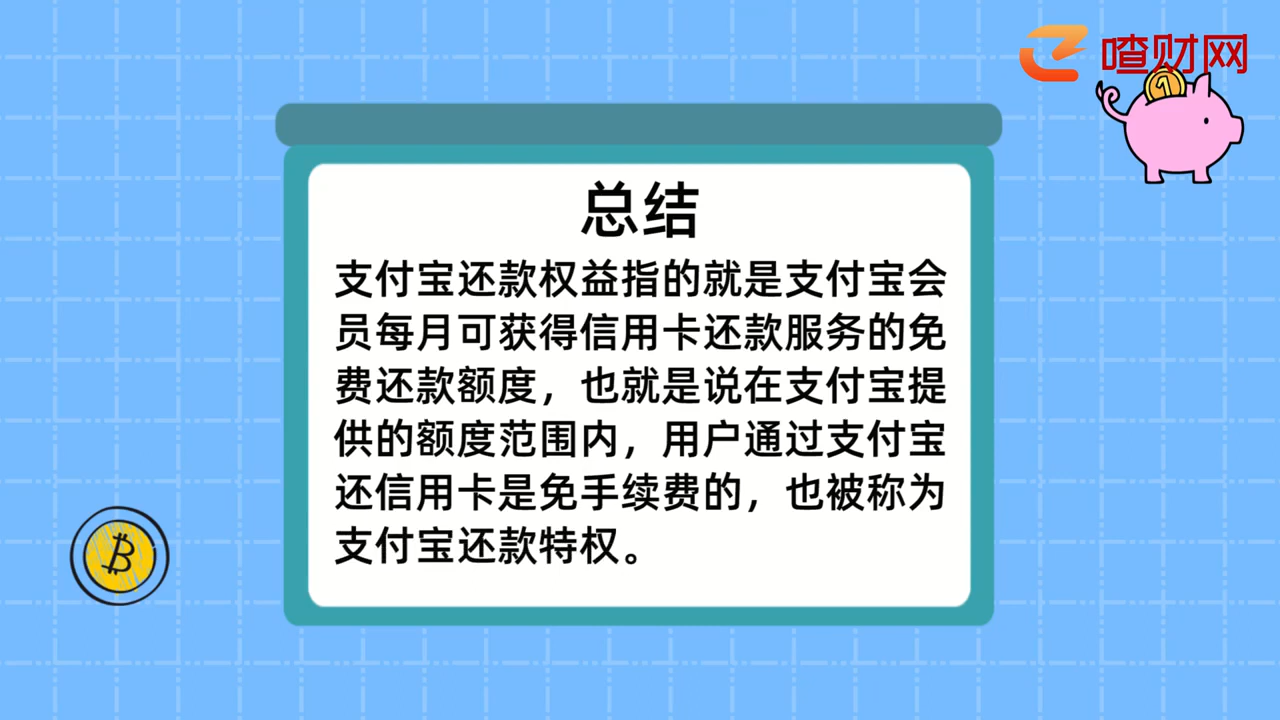 喳财网
总结
支付宝还款权益指的就是支付宝会
员每月可获得信用卡还款服务的免
费还款额度，也就是说在支付宝提
供的额度范围内，用户通过支付宝
还信用卡是免手续费的，也被称为
支付宝还款特权。